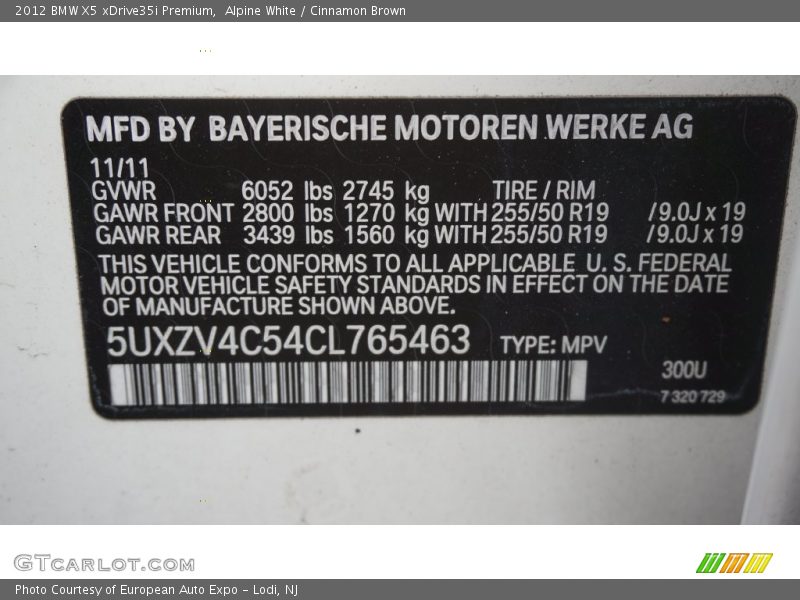 2012 BMW X5 xDrive35i Premium,  Alpine White / Cinnamon Brown
MFD BY BAYERISCHE MOTOREN WERKE AG
11/11
GVWR 6052 lbs 2745 kg TIRE / RIM
GAWR FRONT 2800 lbs 1270 kg WITH 255/50 R19 /9.0J x 19
GAWR REAR 3439 lbs 1560 kg WITH 255/50 R19 /9.0J x 19
THIS VEHICLE CONFORMS TO ALL APPLICABLE U. S. FEDERAL
MOTOR VEHICLE SAFETY STANDARDS IN EFFECT ON THE DATE
OF MANUFACTURE SHOWN ABOVE.
5UXZV4C54CL765463 TYPE: MPV
300U
7 320 729
GTCARLOT.COM
Photo Courtesy of European Auto Expo - Lodi, NJ